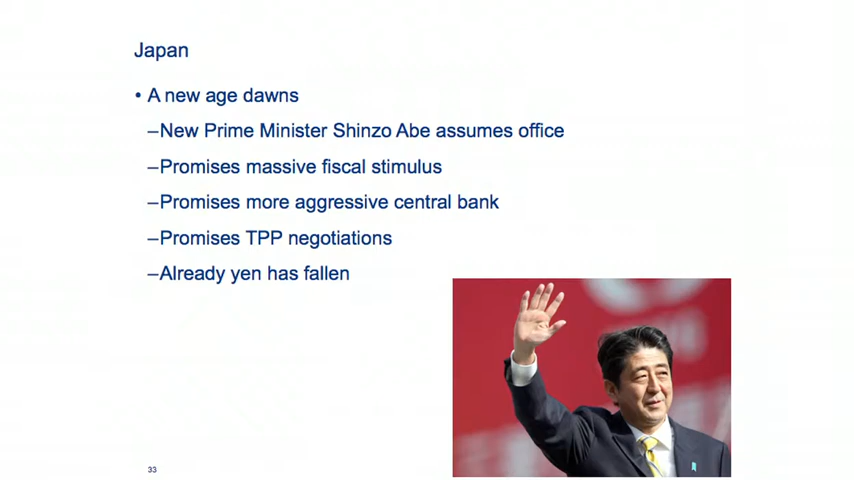 Japan
• A new age dawns
–New Prime Minister Shinzo Abe assumes office
–Promises massive fiscal stimulus
–Promises more aggressive central bank
–Promises TPP negotiations
–Already yen has fallen
33